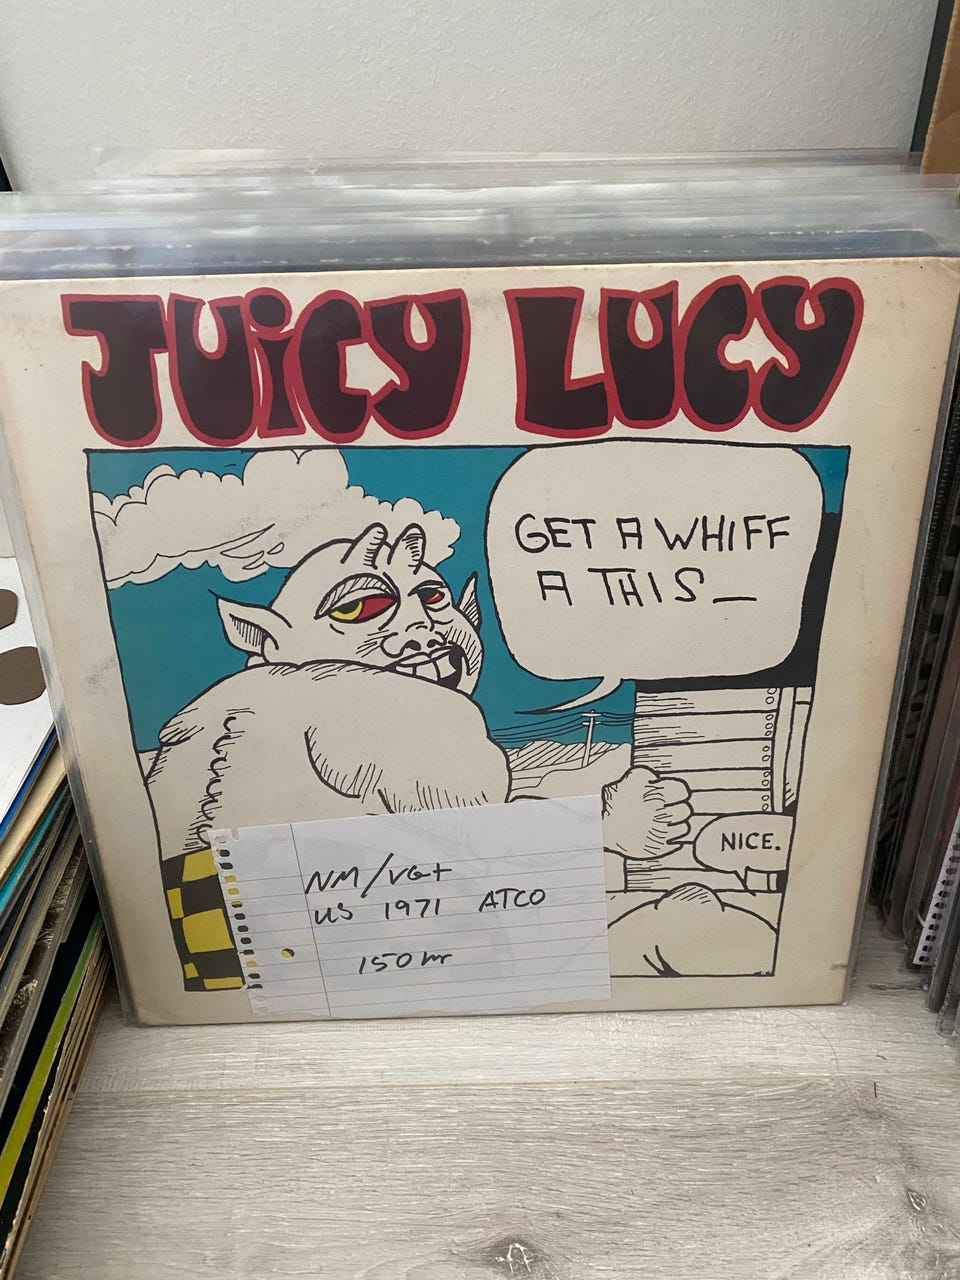 JUiCY LUCY
GET A WHIFF
A THIS_
NICE.
NM/VG+
US 1971 ATCO
150 kr